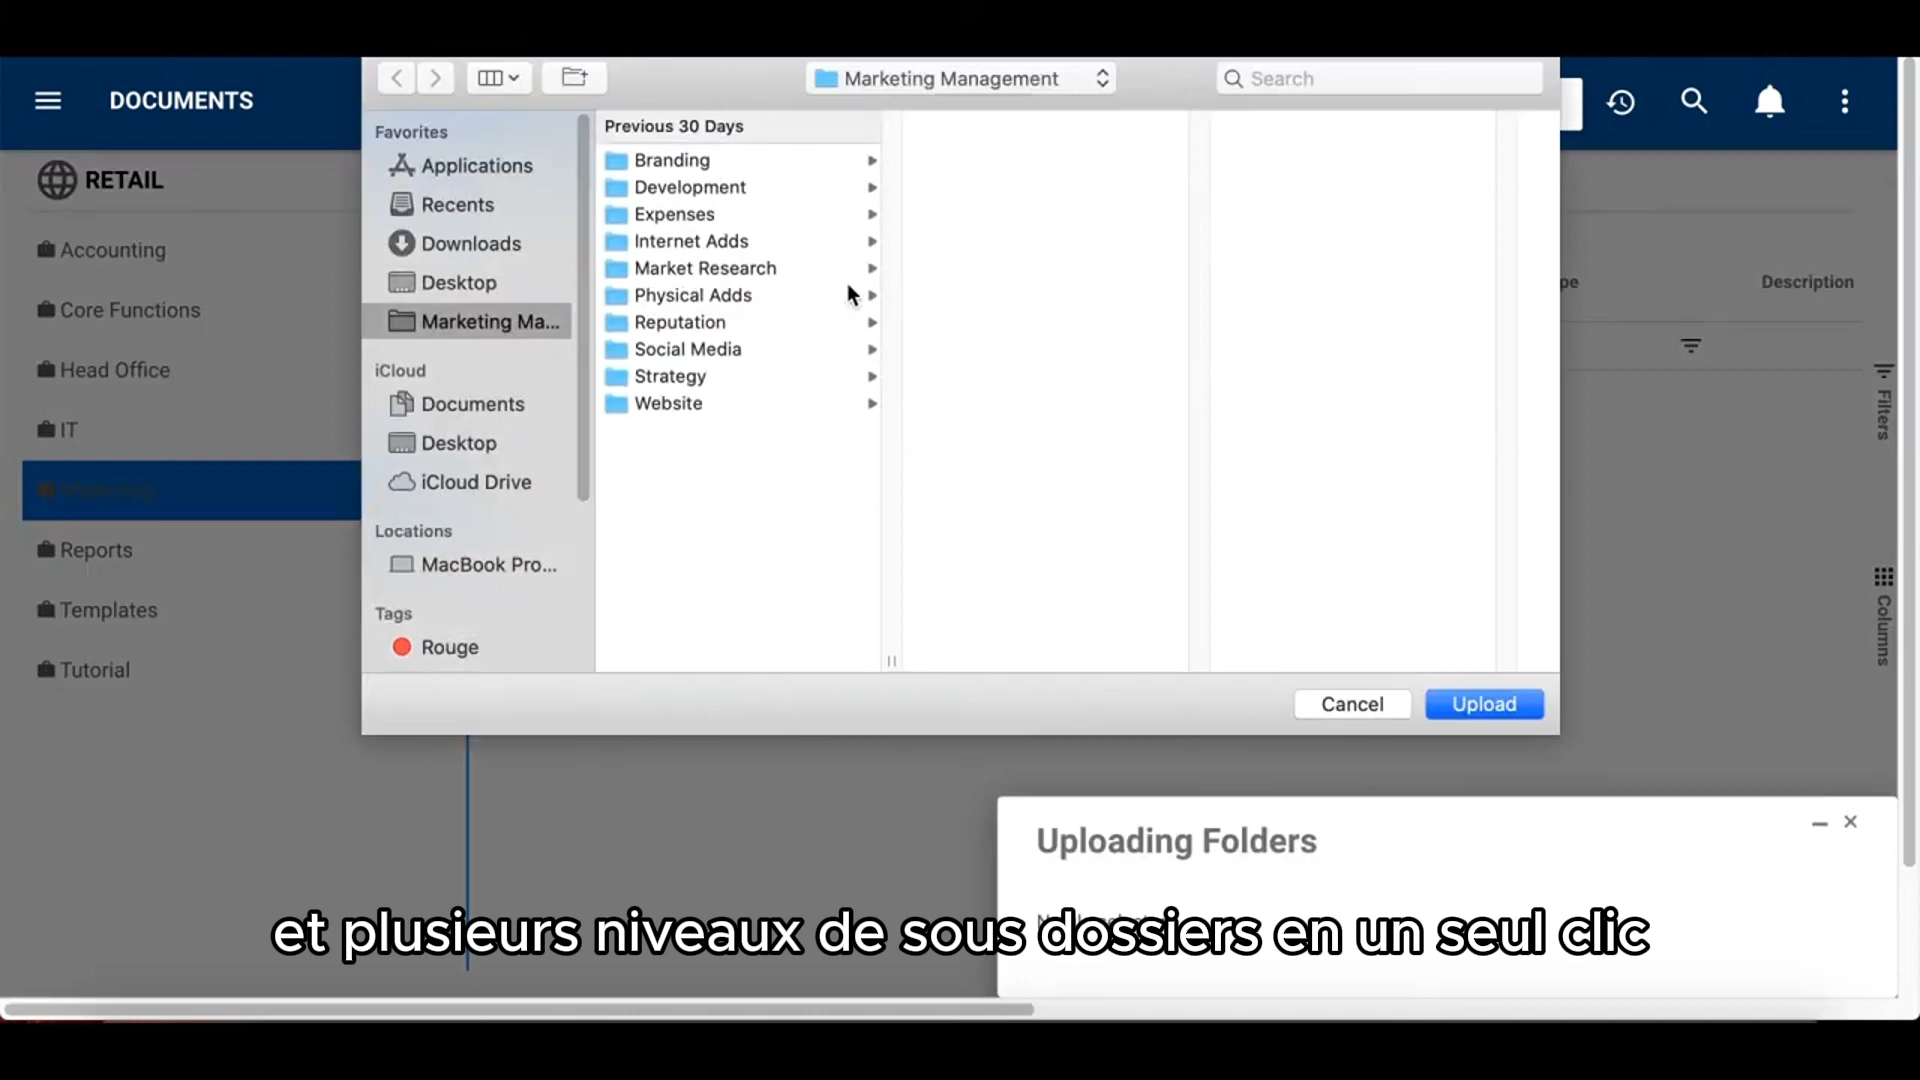 Marketing Management
Search
DOCUMENTS
Favorites
Applications
Recents
Downloads
Desktop
Marketing Ma...
iCloud
Documents
Desktop
iCloud Drive
Locations
MacBook Pro...
Tags
Rouge
Previous 30 Days
Branding
Development
Expenses
Internet Adds
Market Research
Physical Adds
Reputation
Social Media
Strategy
Website
Cancel
Upload
RETAIL
Accounting
Core Functions
Head Office
IT
Marketing
Reports
Templates
Tutorial
pe
Description
Filters
Columns
Uploading Folders
et plusieurs niveaux de sous dossiers en un seul clic